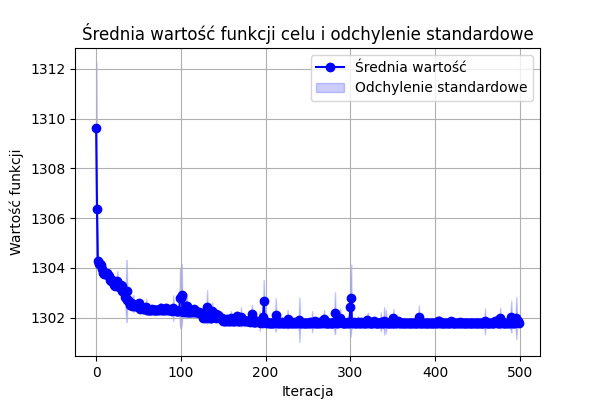 Średnia wartość funkcji celu i odchylenie standardowe
Średnia wartość
Odchylenie standardowe
Wartość funkcji
1312
1310
1308
1306
1304
1302
0 100 200 300 400 500
Iteracja